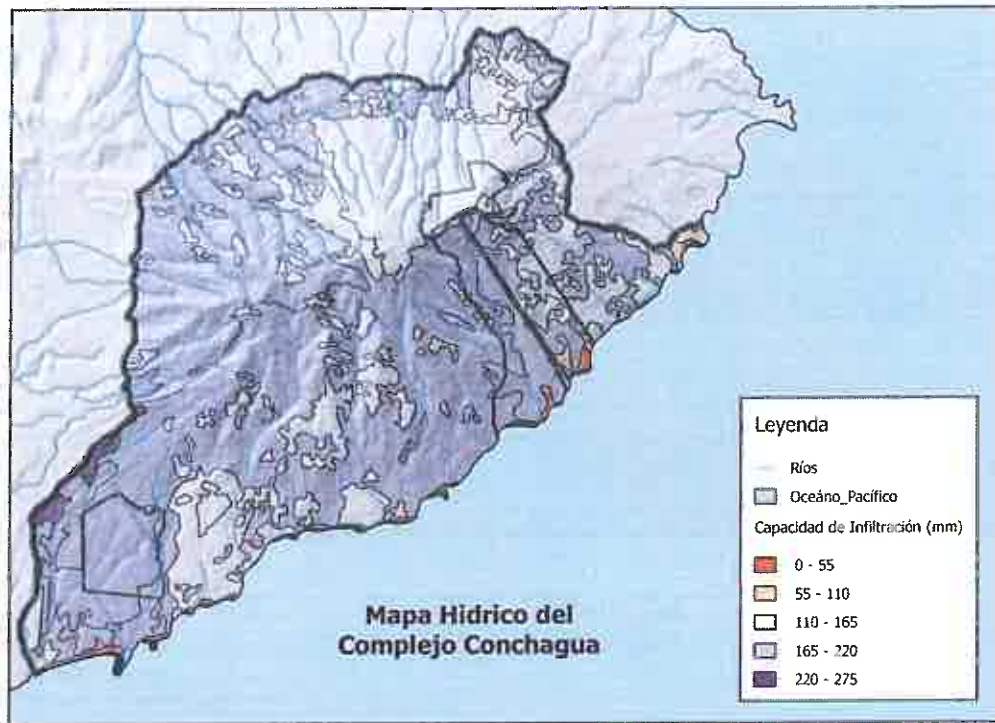 Mapa Hidrico del
Complejo Conchagua
Leyenda
Ríos
Océano_Pacífico
Capacidad de Infiltración (mm)
0 - 55
55 - 110
110 - 165
165 - 220
220 - 275